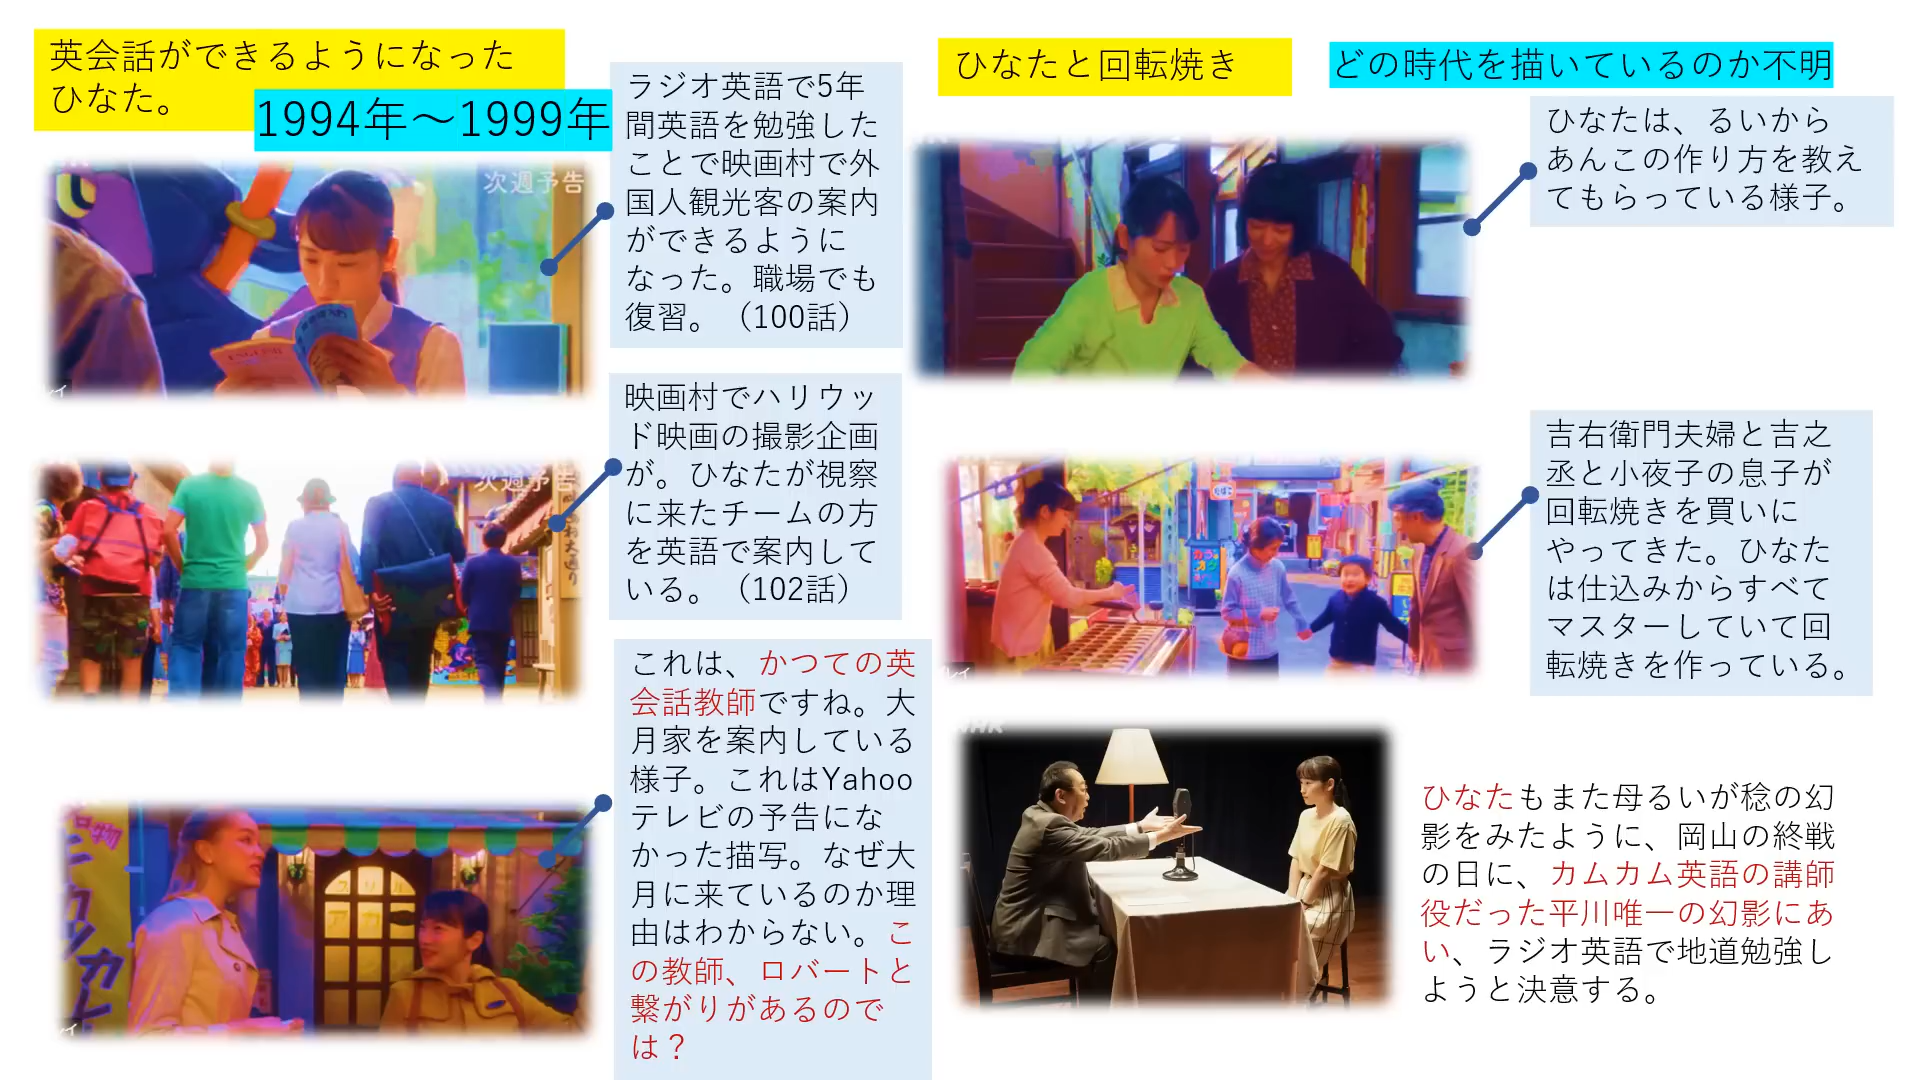 英会話ができるようになった
ひなた。
1994年～1999年
ラジオ英語で5年
間英語を勉強した
ことで映画村で外
国人観光客の案内
ができるように
なった。職場でも
復習。（100話）
次週予告
映画村でハリウッ
ド映画の撮影企画
が。ひなたが視察
に来たチームの方
を英語で案内して
いる。（102話）
次週予告
これは、かつての英
会話教師ですね。大
月家を案内している
様子。これはYahoo
テレビの予告にな
かった描写。なぜ大
月に来ているのか理
由はわからない。こ
の教師、ロバートと
繋がりがあるのでは
は？
ひなたと回転焼き
どの時代を描いているのか不明
ひなたは、るいから
あんこの作り方を教え
てもらっている様子。
吉右衛門夫婦と吉之
丞と小夜子の息子が
回転焼きを買いに
やってきた。ひなた
は仕込みからすべて
マスターしていて回
転焼きを作っている。
NHK
ひなたもまた母るいが稔の幻
影をみたように、岡山の終戦
の日に、カムカム英語の講師
役だった平川唯一の幻影にあ
い、ラジオ英語で地道勉強し
ようと決意する。